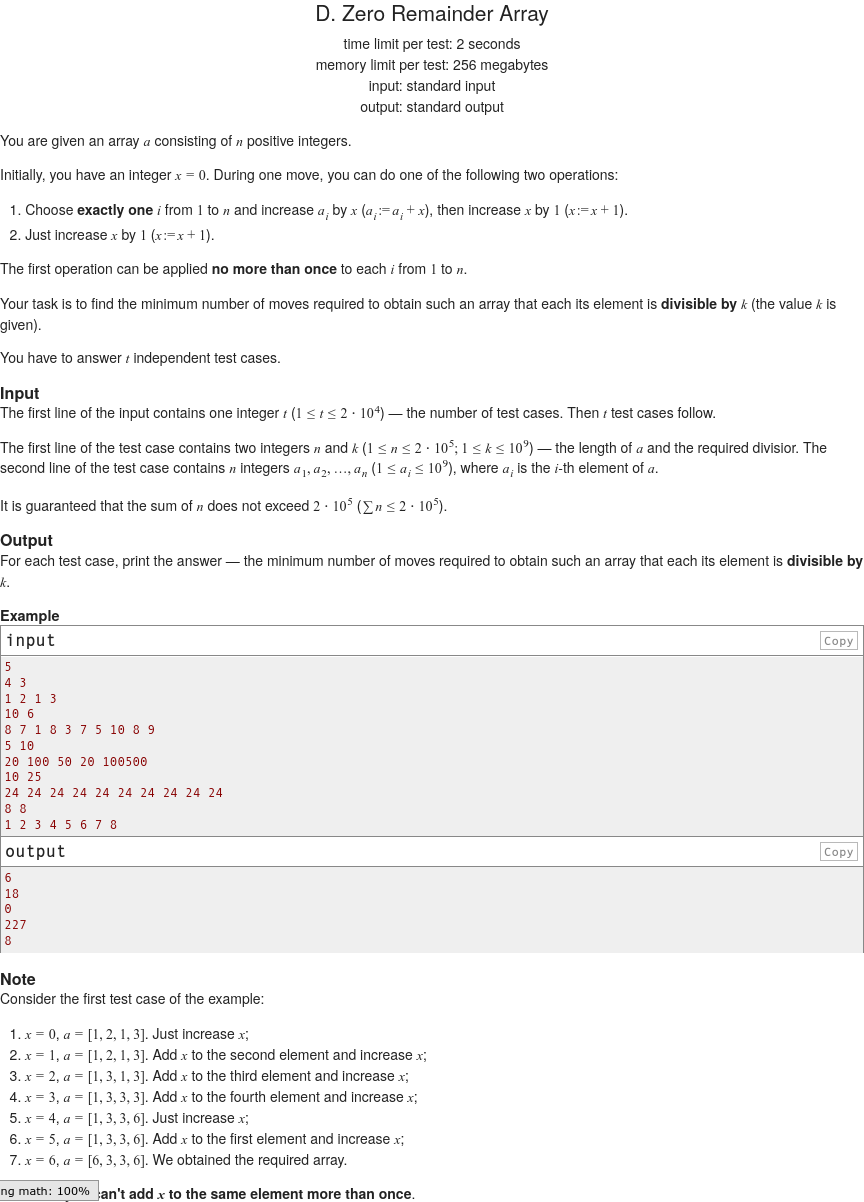 D. Zero Remainder Array
time limit per test: 2 seconds
memory limit per test: 256 megabytes
input: standard input
output: standard output
You are given an array a consisting of n positive integers.
Initially, you have an integer x = 0. During one move, you can do one of the following two operations:
1. Choose exactly one i from 1 to n and increase a_i by x (a_i := a_i + x), then increase x by 1 (x := x + 1).
2. Just increase x by 1 (x := x + 1).
The first operation can be applied no more than once to each i from 1 to n.
Your task is to find the minimum number of moves required to obtain such an array that each its element is divisible by k (the value k is
given).
You have to answer t independent test cases.
Input
The first line of the input contains one integer t (1 ≤ t ≤ 2 · 10^4) — the number of test cases. Then t test cases follow.
The first line of the test case contains two integers n and k (1 ≤ n ≤ 2 · 10^5; 1 ≤ k ≤ 10^9) — the length of a and the required divisior. The
second line of the test case contains n integers a_1, a_2, …, a_n (1 ≤ a_i ≤ 10^9), where a_i is the i-th element of a.
It is guaranteed that the sum of n does not exceed 2 · 10^5 (∑ n ≤ 2 · 10^5).
Output
For each test case, print the answer — the minimum number of moves required to obtain such an array that each its element is divisible by
k.
Example
input
Copy
5
4 3
1 2 1 3
10 6
8 7 1 8 3 7 5 10 8 9
5 10
20 100 50 20 100500
10 25
24 24 24 24 24 24 24 24 24 24
8 8
1 2 3 4 5 6 7 8
output
Copy
6
18
0
227
8
Note
Consider the first test case of the example:
1. x = 0, a = [1, 2, 1, 3]. Just increase x;
2. x = 1, a = [1, 2, 1, 3]. Add x to the second element and increase x;
3. x = 2, a = [1, 3, 1, 3]. Add x to the third element and increase x;
4. x = 3, a = [1, 3, 3, 3]. Add x to the fourth element and increase x;
5. x = 4, a = [1, 3, 3, 6]. Just increase x;
6. x = 5, a = [1, 3, 3, 6]. Add x to the first element and increase x;
7. x = 6, a = [6, 3, 3, 6]. We obtained the required array.
ng math: 100%
can't add x to the same element more than once.